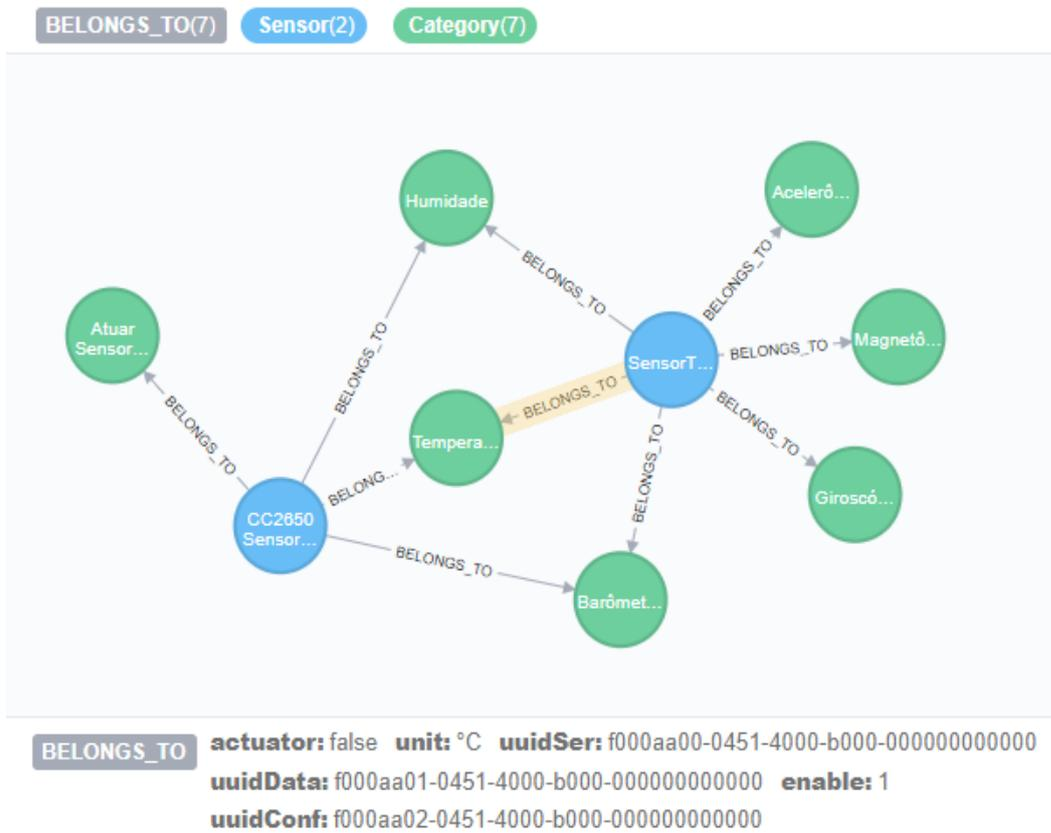 BELONGS_TO(7) Sensor(2) Category(7)
Humidade
Acelerô...
BELONGS_TO
BELONGS_TO
Atuar
Sensor...
BELONGS_TO
Magnetô...
BELONGS_TO
SensorT...
BELONGS_TO
BELONGS_TO
BELONGS_TO
Tempera...
BELONGS_TO
BELONG...
Giroscó...
CC2650
Sensor...
BELONGS_TO
Barômet...
BELONGS_TO
actuator: false unit: °C uuidSer: f000aa00-0451-4000-b000-000000000000
uuidData: f000aa01-0451-4000-b000-000000000000 enable: 1
uuidConf: f000aa02-0451-4000-b000-000000000000